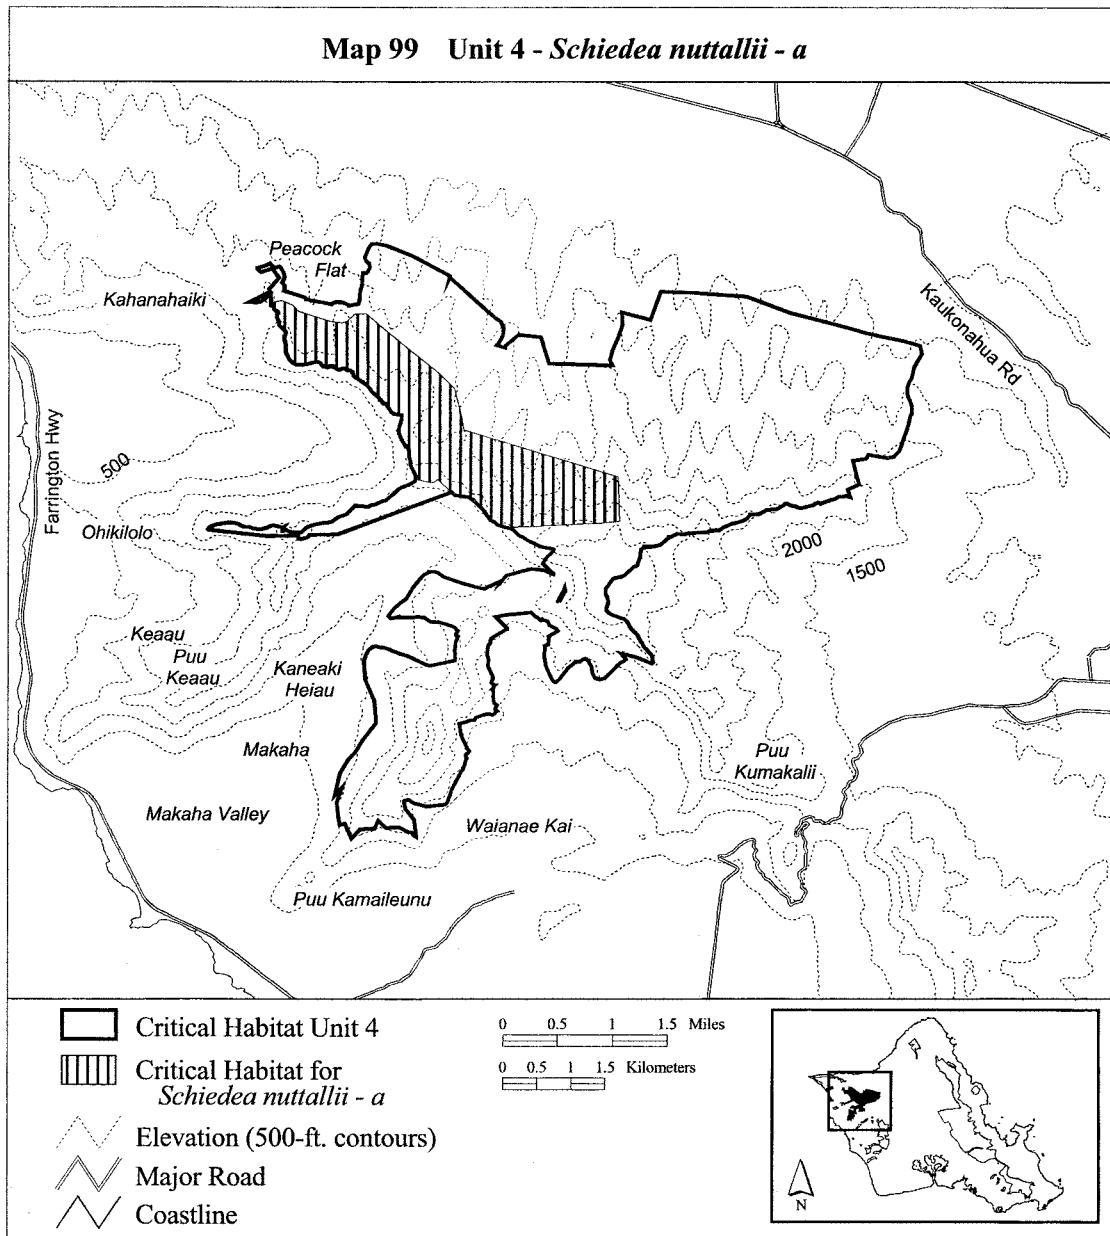 Map 99 Unit 4 - Schiedea nuttallii - a
Peacock
Flat
Kahanahaiki
Kaukonahua Rd
Farrington Hwy
500
Ohikilolo
2000
1500
Keaau
Puu
Keaau
Kaneaki
Heiau
Makaha
Puu
Kumakalii
Makaha Valley
Waianae Kai
Puu Kamaileunu
Critical Habitat Unit 4
Critical Habitat for
Schiedea nuttallii - a
Elevation (500-ft. contours)
Major Road
Coastline
0 0.5 1 1.5 Miles
0 0.5 1 1.5 Kilometers
N